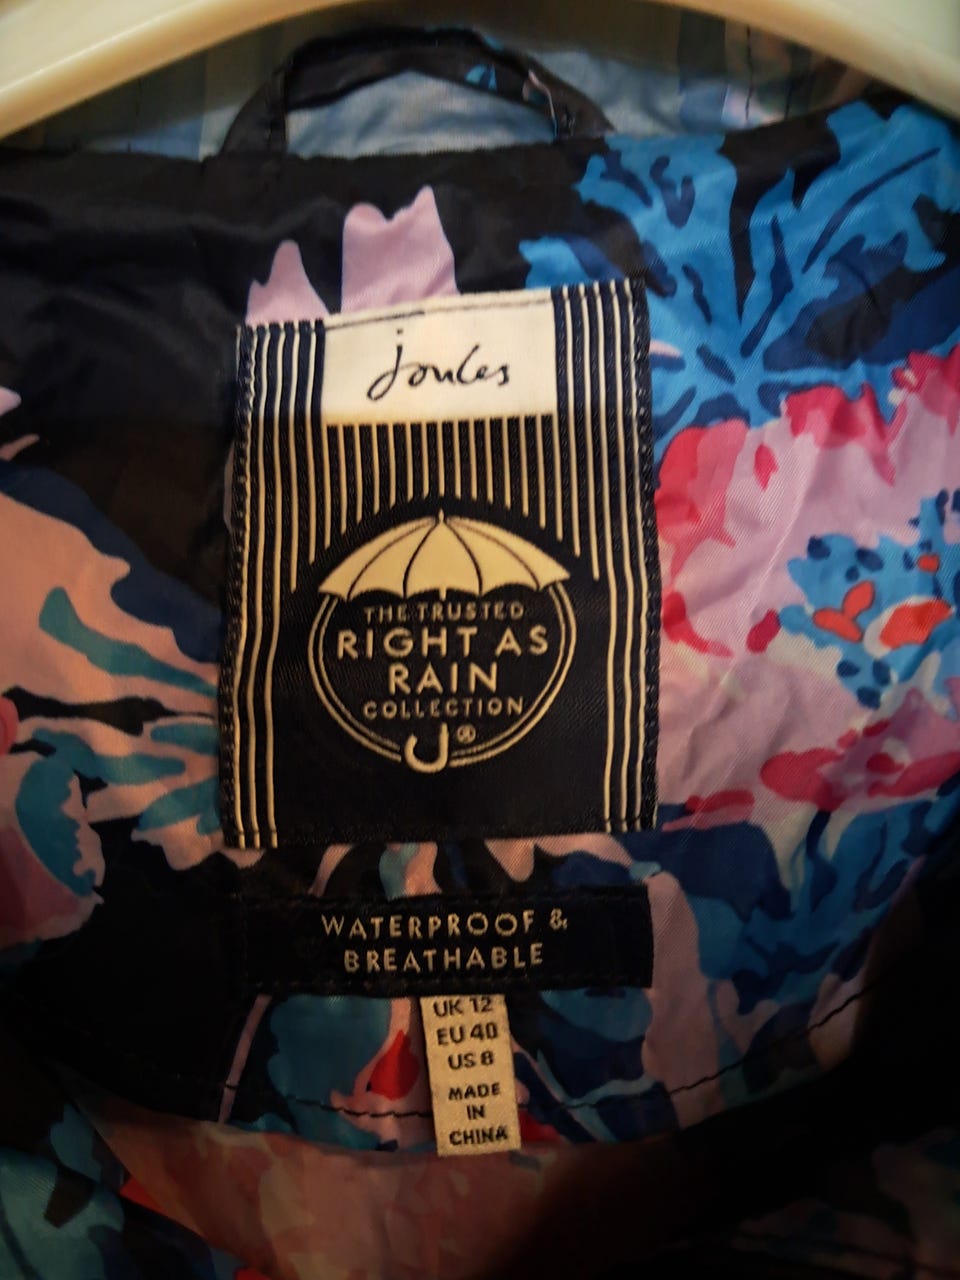 joules
THE TRUSTED
RIGHT AS
RAIN
COLLECTION
®
WATERPROOF &
BREATHABLE
UK 12
EU 40
US 8
MADE
IN
CHINA